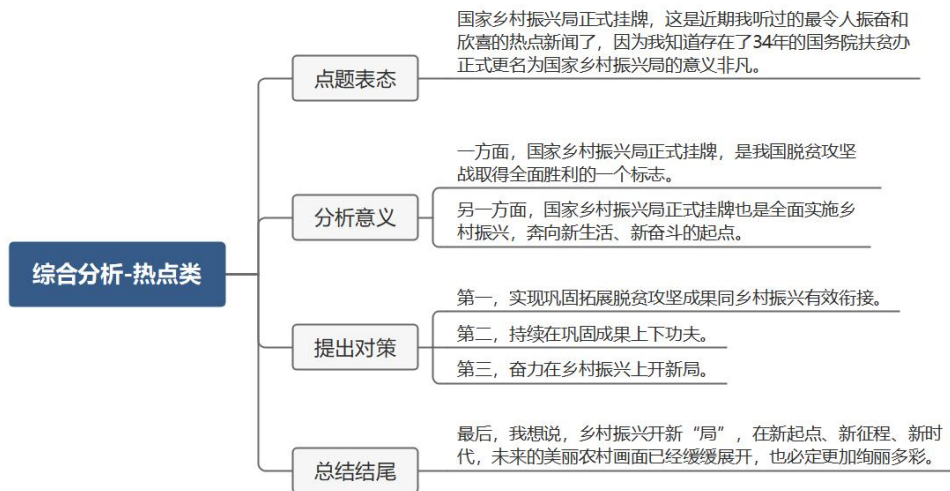 综合分析-热点类
点题表态
国家乡村振兴局正式挂牌，这是近期我听过的最令人振奋和
欣喜的热点新闻了，因为我知道存在了34年的国务院扶贫办
正式更名为国家乡村振兴局的意义非凡。
分析意义
一方面，国家乡村振兴局正式挂牌，是我国脱贫攻坚
战取得全面胜利的一个标志。
另一方面，国家乡村振兴局正式挂牌也是全面实施乡
村振兴，奔向新生活、新奋斗的起点。
提出对策
第一，实现巩固拓展脱贫攻坚成果同乡村振兴有效衔接。
第二，持续在巩固成果上下功夫。
第三，奋力在乡村振兴上开新局。
总结结尾
最后，我想说，乡村振兴开新“局”，在新起点、新征程、新时
代，未来的美丽农村画面已经缓缓展开，也必定更加绚丽多彩。